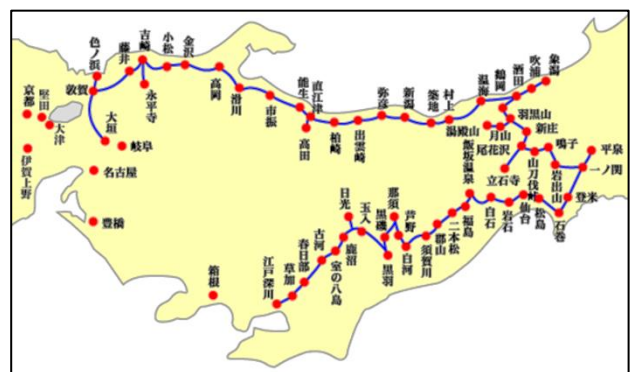 色ノ浜
藤井
吉崎
小松
金沢
永平寺
敦賀
高岡
滑川
市振
能生
直江津
高田
柏崎
出雲崎
弥彦
新潟
築地
村上
温海
鶴岡
酒田
吹浦
象潟
湯殿山
月山
羽黒山
新庄
尾花沢
立石寺
山刀伐峠
鳴子
岩出山
平泉
一ノ関
登米
石巻
松島
仙台
岩石
白石
飯坂温泉
福島
二本松
郡山
須賀川
白河
芦野
那須
黒磯
黒羽
玉入
日光
鹿沼
室の八島
古河
春日部
草加
江戸深川
箱根
京都
堅田
大津
伊賀上野
大垣
岐阜
名古屋
豊橋